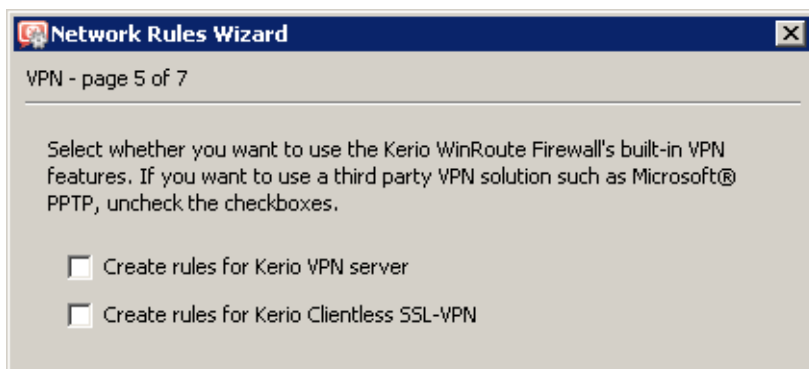 Network Rules Wizard
VPN - page 5 of 7
Select whether you want to use the Kerio WinRoute Firewall's built-in VPN
features. If you want to use a third party VPN solution such as Microsoft®
PPTP, uncheck the checkboxes.
Create rules for Kerio VPN server
Create rules for Kerio Clientless SSL-VPN